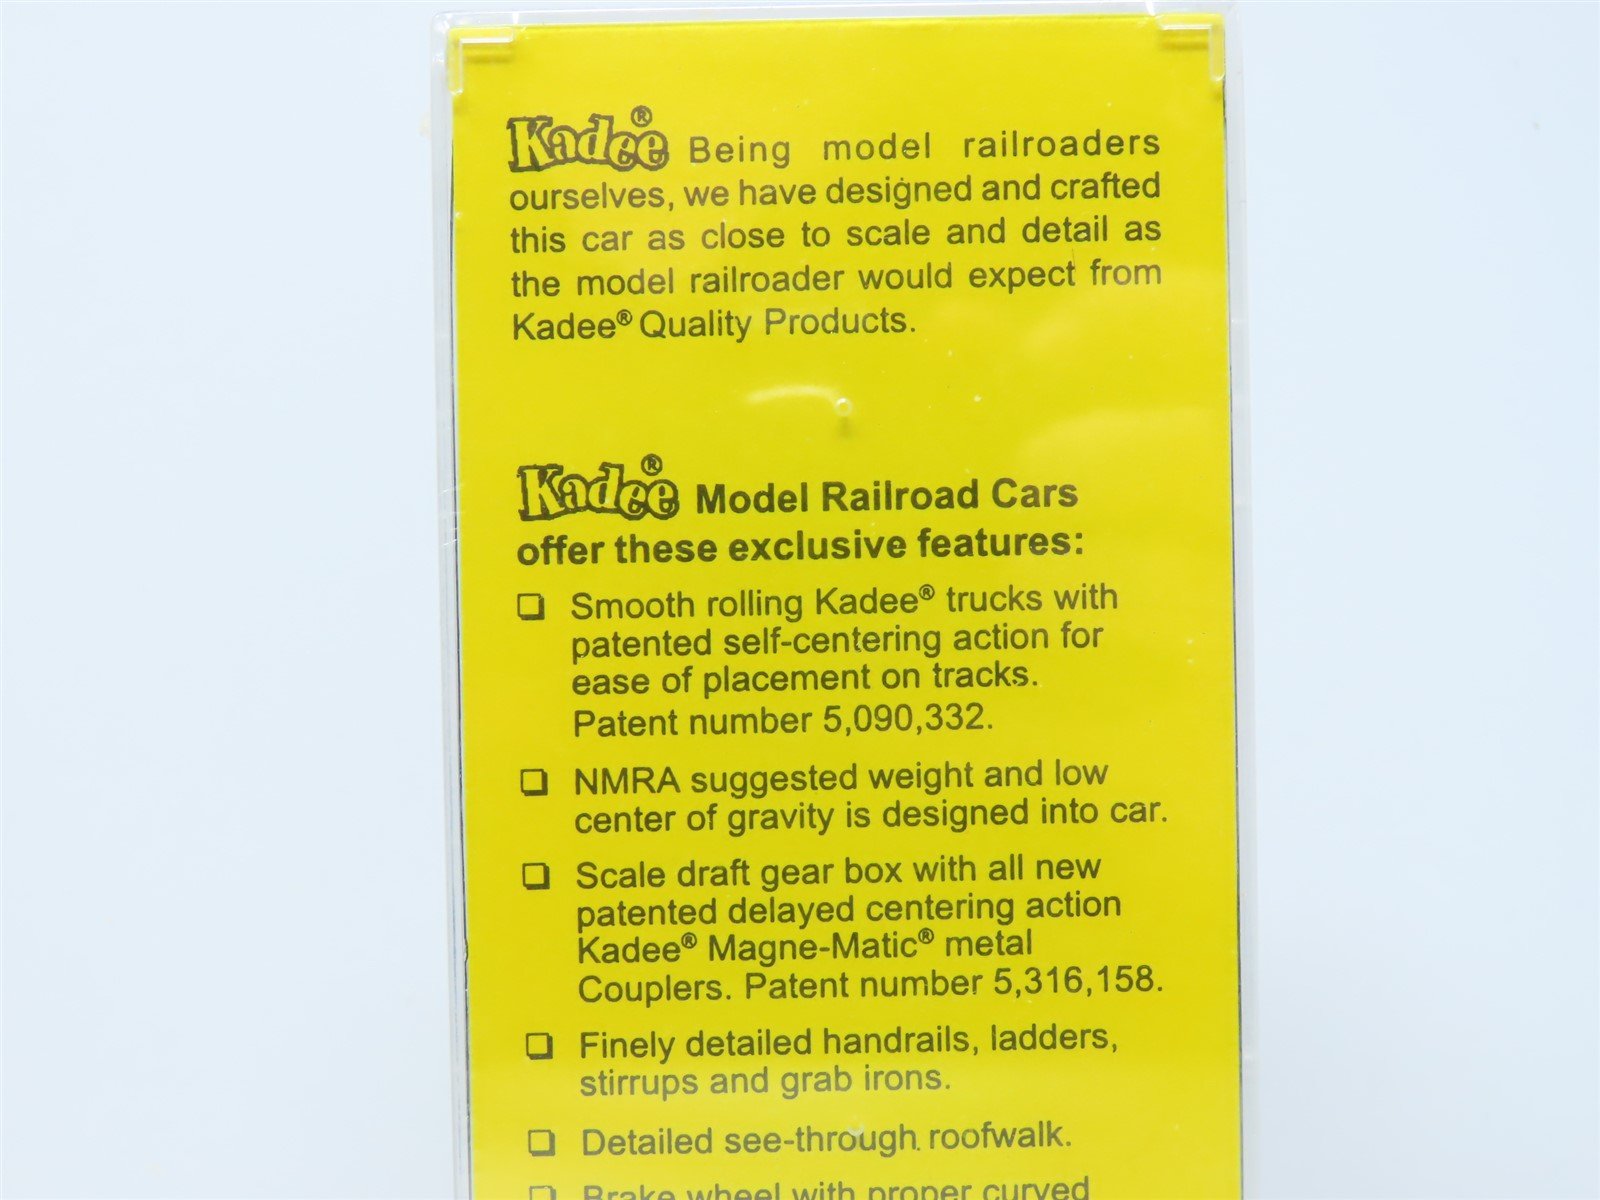 Kadee® Being model railroaders
ourselves, we have designed and crafted
this car as close to scale and detail as
the model railroader would expect from
Kadee® Quality Products.
Kadee® Model Railroad Cars
offer these exclusive features:
❏ Smooth rolling Kadee® trucks with
patented self-centering action for
ease of placement on tracks.
Patent number 5,090,332.
❏ NMRA suggested weight and low
center of gravity is designed into car.
❏ Scale draft gear box with all new
patented delayed centering action
Kadee® Magne-Matic® metal
Couplers. Patent number 5,316,158.
❏ Finely detailed handrails, ladders,
stirrups and grab irons.
❏ Detailed see-through roofwalk.
❏ Brake wheel with proper curved